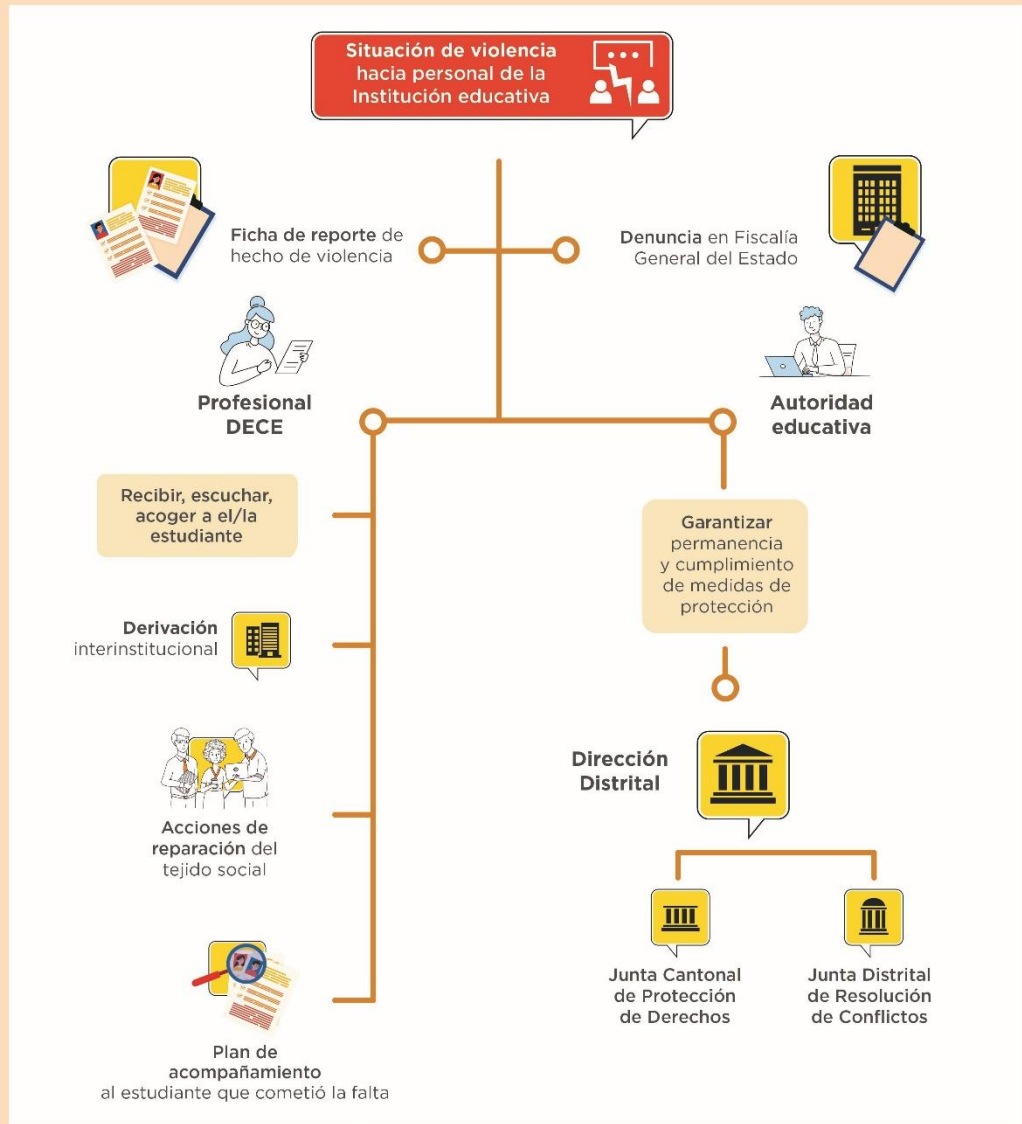 Situación de violencia
hacia personal de la
Institución educativa
Ficha de reporte de
hecho de violencia
Denuncia en Fiscalía
General del Estado
Profesional
DECE
Autoridad
educativa
Recibir, escuchar,
acoger a el/la
estudiante
Garantizar
permanencia
y cumplimiento
de medidas de
protección
Derivación
interinstitucional
Dirección
Distrital
Acciones de
reparación del
tejido social
Junta Cantonal
de Protección
de Derechos
Junta Distrital
de Resolución
de Conflictos
Plan de
acompañamiento
al estudiante que cometió la falta